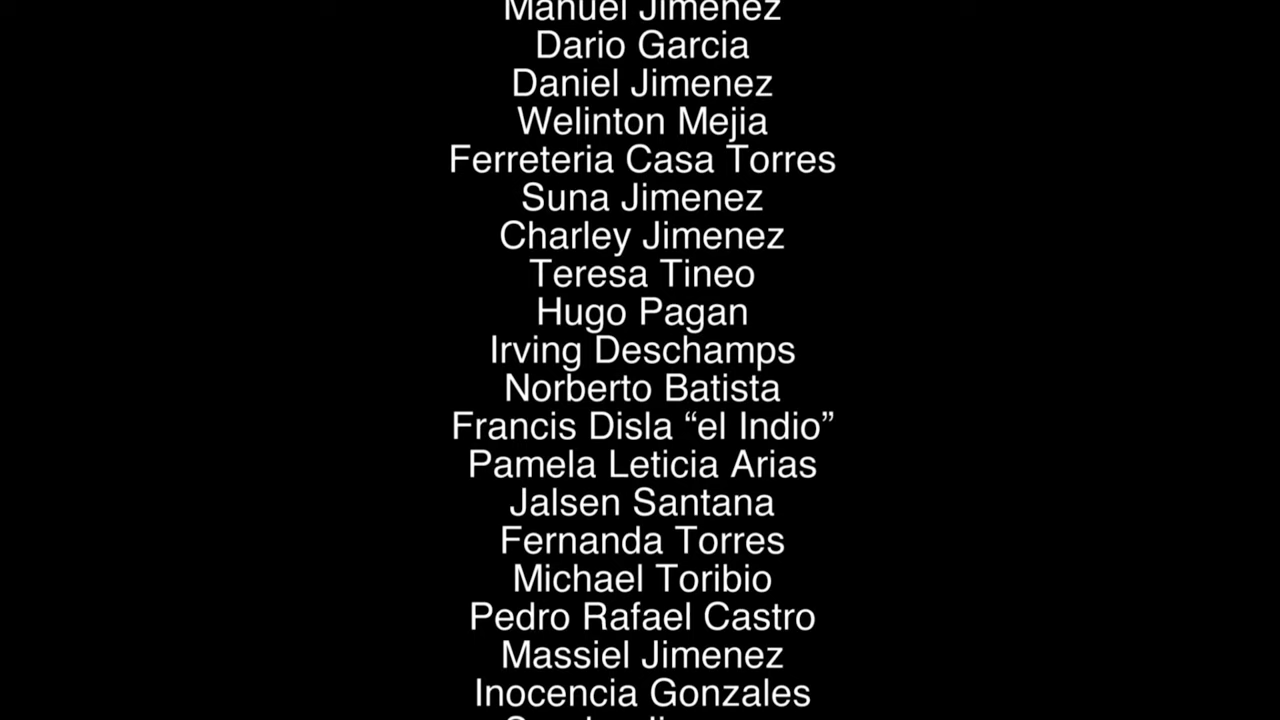 Manuel Jimenez
Dario Garcia
Daniel Jimenez
Welinton Mejia
Ferreteria Casa Torres
Suna Jimenez
Charley Jimenez
Teresa Tineo
Hugo Pagan
Irving Deschamps
Norberto Batista
Francis Disla “el Indio”
Pamela Leticia Arias
Jalsen Santana
Fernanda Torres
Michael Toribio
Pedro Rafael Castro
Massiel Jimenez
Inocencia Gonzales